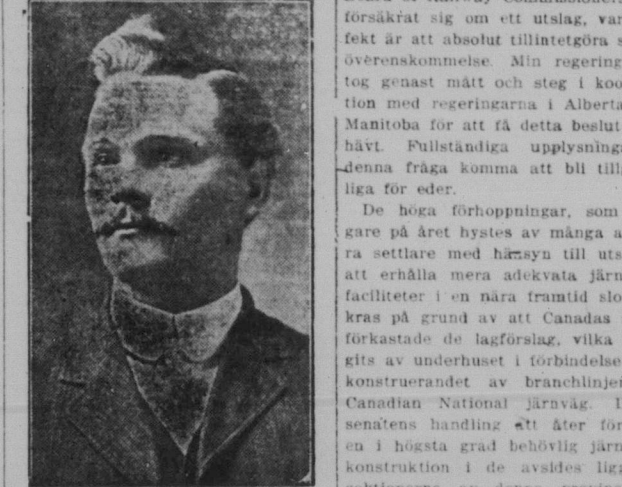 försäkrat sig om ett utslag, var
fekt är att absolut tillintetgöra s
överenskommelse. Min regering
tog genast mått och steg i koo
tion med regeringarna i Alberta
Manitoba för att få detta beslut
hävt. Fullständiga upplysninga
denna fråga komma att bli till
liga för eder.
De höga förhoppningar, som
gare på året hystes av många a
ra settlare med hänsyn till uts
att erhålla mera adekvata järn
faciliteter i en nära framtid slo
kras på grund av att Canadas
förkastade de lagförslag, vilka
gits av underhuset i förbindelse
konstruerandet av branchlinjer
Canadian National järnväg. I
senatens handling att åter för
en i högsta grad behövlig järn
konstruktion i de avsides ligg